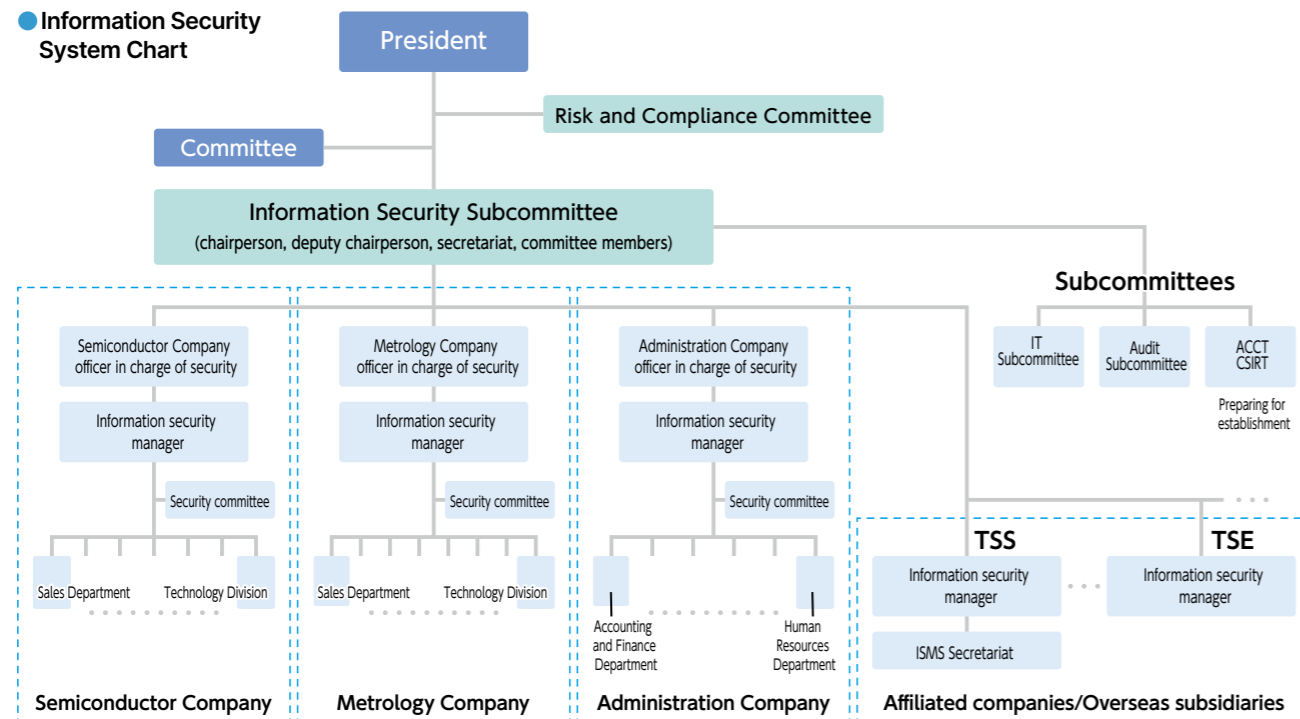 Information Security
System Chart
President
Risk and Compliance Committee
Committee
Information Security Subcommittee
(chairperson, deputy chairperson, secretariat, committee members)
Subcommittees
IT
Subcommittee
Audit
Subcommittee
ACCT
CSIRT
Preparing for
establishment
Semiconductor Company
officer in charge of security
Information security
manager
Security committee
Sales Department
Technology Division
Semiconductor Company
Metrology Company
officer in charge of security
Information security
manager
Security committee
Sales Department
Technology Division
Metrology Company
Administration Company
officer in charge of security
Information security
manager
Security committee
Accounting
and Finance
Department
Human
Resources
Department
Administration Company
TSS
Information security
manager
ISMS Secretariat
TSE
Information security
manager
Affiliated companies/Overseas subsidiaries